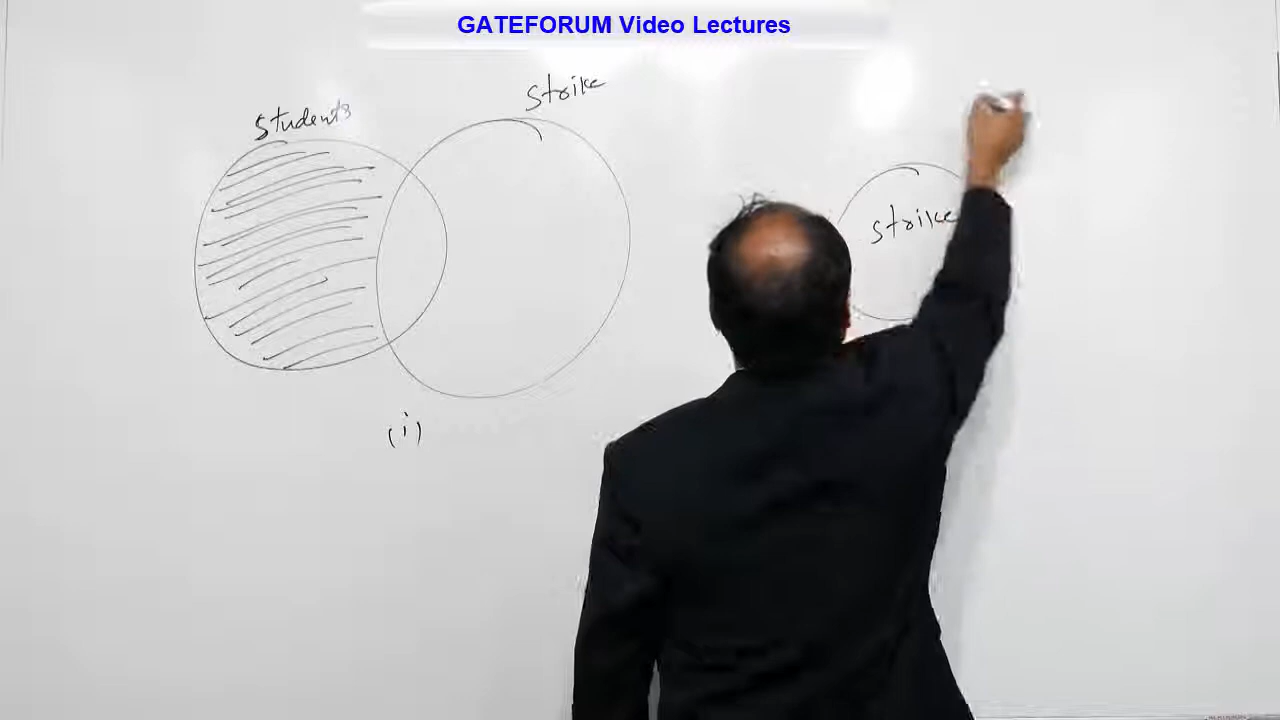 GATEFORUM Video Lectures
Students
Strike
Strike
(i)